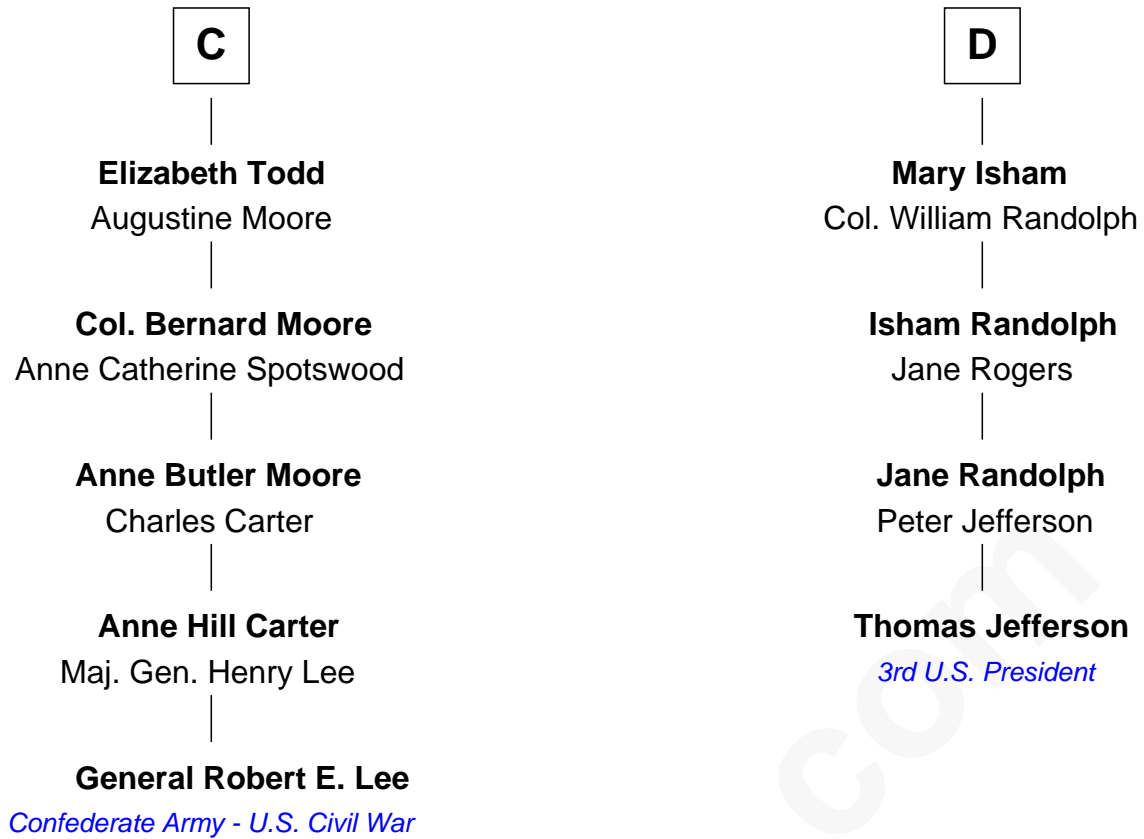 C
Elizabeth Todd
Augustine Moore
Col. Bernard Moore
Anne Catherine Spotswood
Anne Butler Moore
Charles Carter
Anne Hill Carter
Maj. Gen. Henry Lee
General Robert E. Lee
Confederate Army - U.S. Civil War
D
Mary Isham
Col. William Randolph
Isham Randolph
Jane Rogers
Jane Randolph
Peter Jefferson
Thomas Jefferson
3rd U.S. President
com